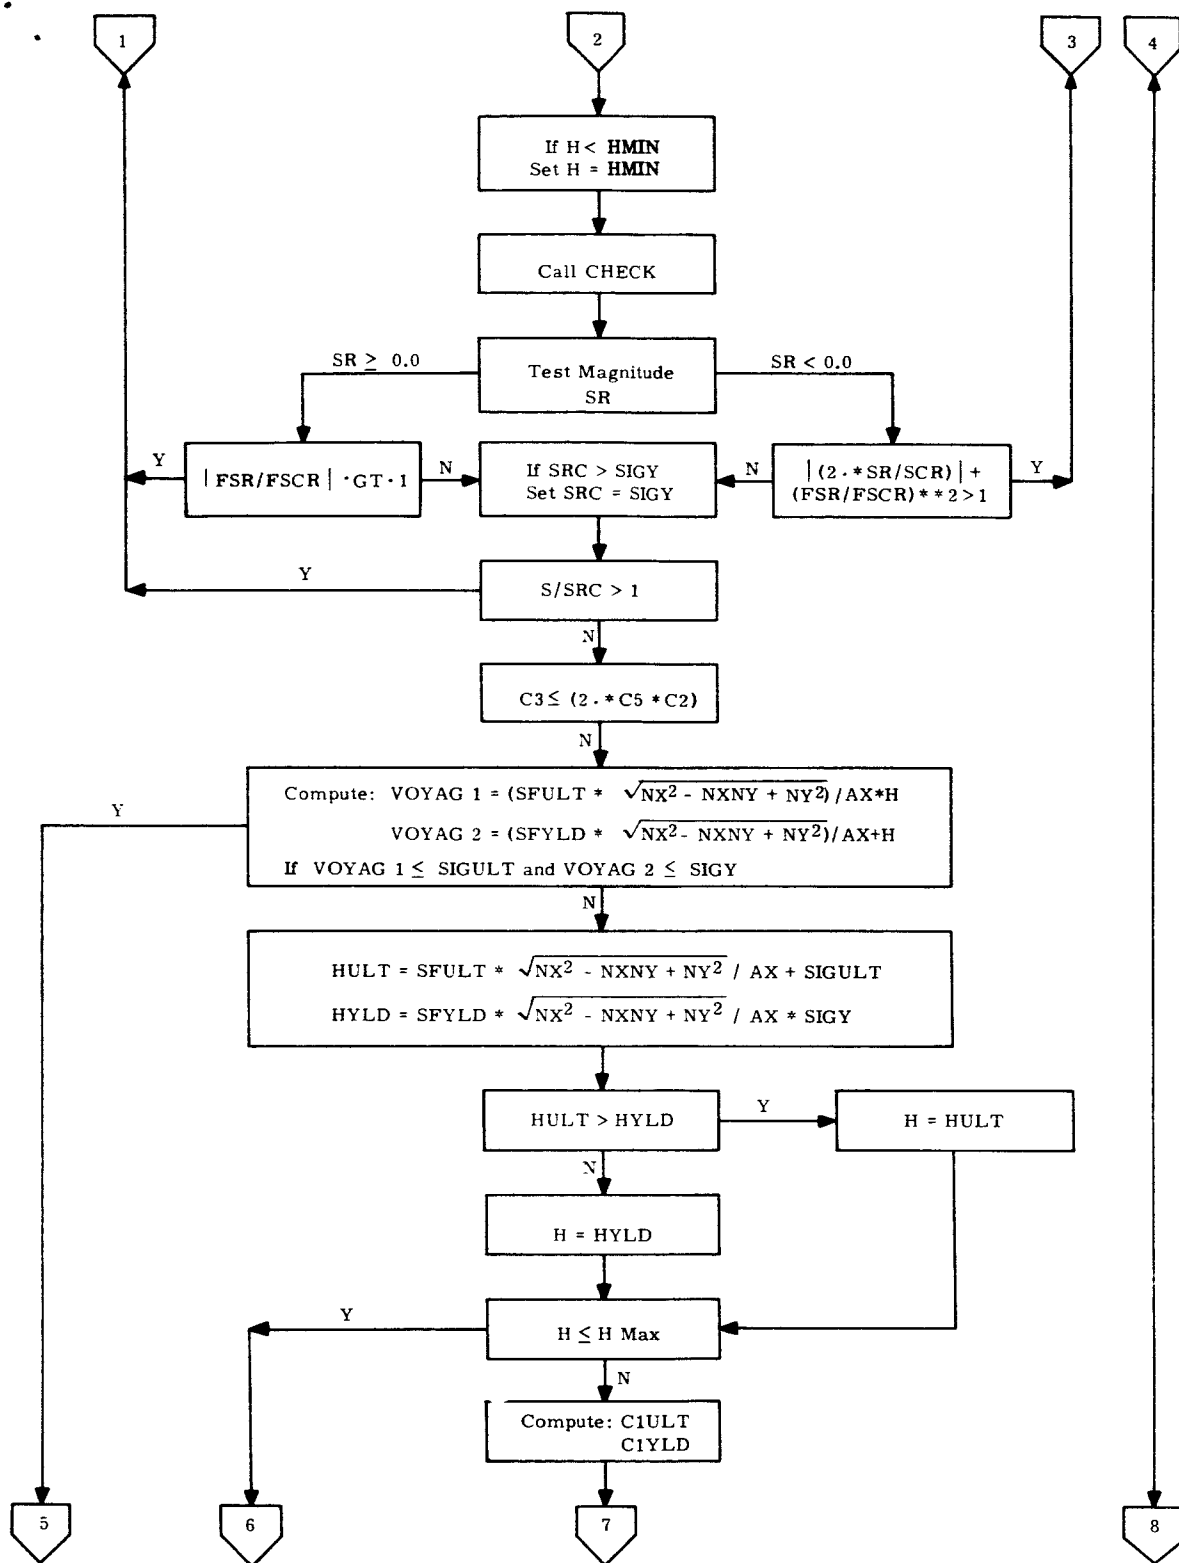 1
2
3
4
If H < HMIN
Set H = HMIN
Call CHECK
SR ≥ 0.0
Test Magnitude
SR
SR < 0.0
Y
|FSR/FSCR| ·GT·1
N
If SRC > SIGY
Set SRC = SIGY
N
|(2.*SR/SCR)| +
(FSR/FSCR)**2>1
Y
Y
S/SRC > 1
N
C3 ≤ (2.*C5*C2)
N
Y
Compute: VOYAG 1 = (SFULT * √NX² - NXNY + NY²)/AX*H
VOYAG 2 = (SFYLD * √NX² - NXNY + NY²)/AX+H
If VOYAG 1 ≤ SIGULT and VOYAG 2 ≤ SIGY
N
HULT = SFULT * √NX² - NXNY + NY² / AX + SIGULT
HYLD = SFYLD * √NX² - NXNY + NY² / AX * SIGY
HULT > HYLD
Y
H = HULT
N
H = HYLD
Y
H ≤ H Max
N
Compute: C1ULT
C1YLD
5
6
7
8